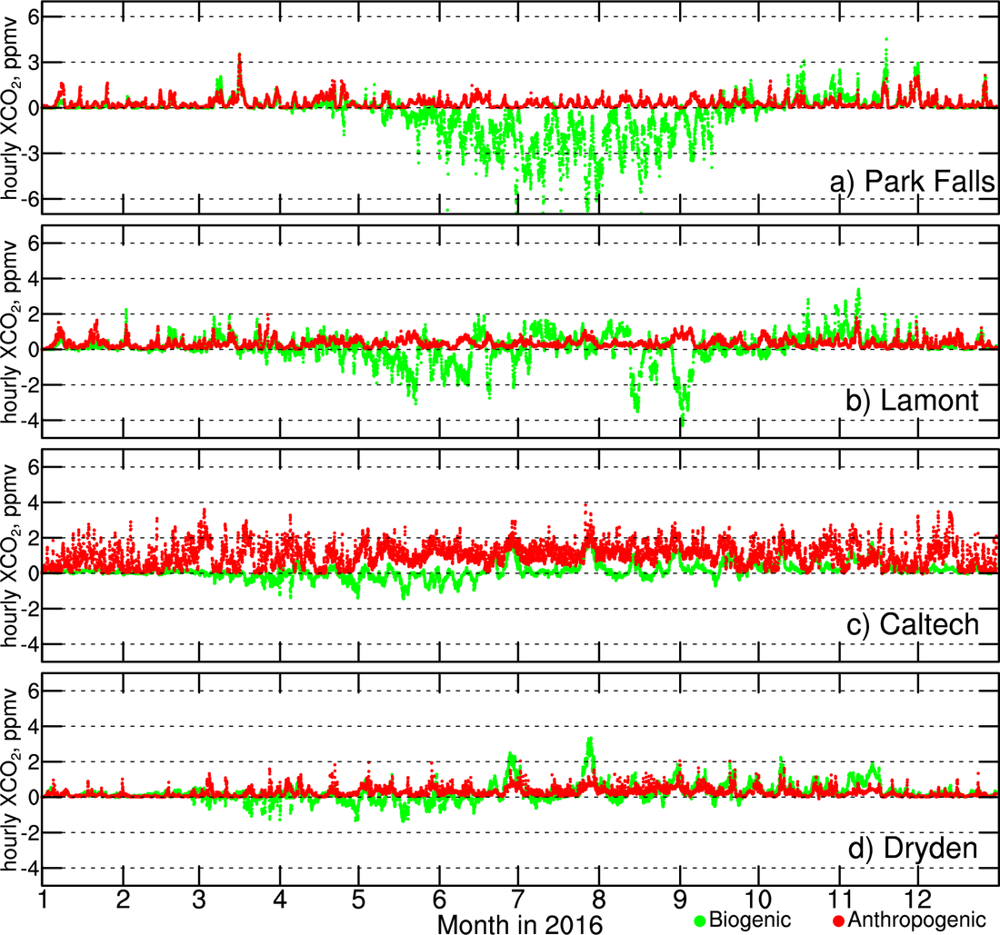 hourly XCO₂, ppmv
6
3
0
-3
-6
a) Park Falls
hourly XCO₂, ppmv
6
4
2
0
-2
-4
b) Lamont
hourly XCO₂, ppmv
6
4
2
0
-2
-4
c) Caltech
hourly XCO₂, ppmv
6
4
2
0
-2
-4
d) Dryden
1 2 3 4 5 6 7 8 9 10 11 12
Month in 2016
Biogenic Anthropogenic